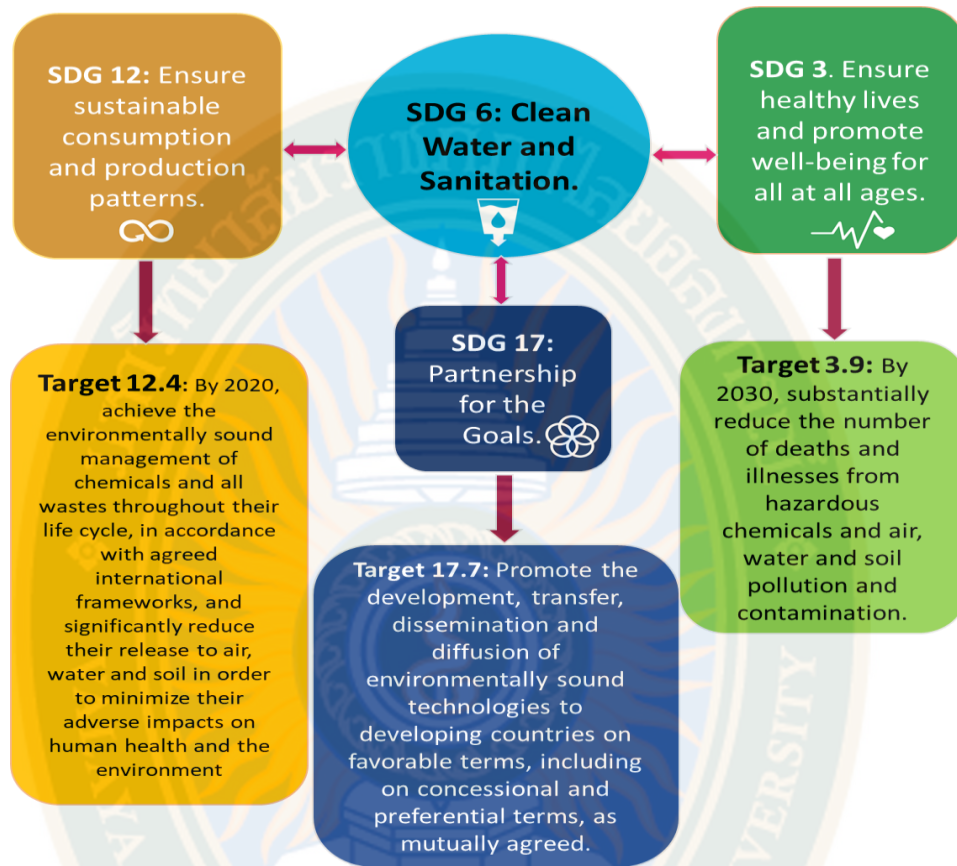 SDG 12: Ensure
sustainable
consumption
and production
patterns.
SDG 6: Clean
Water and
Sanitation.
SDG 3. Ensure
healthy lives
and promote
well-being for
all at all ages.
SDG 17:
Partnership
for the
Goals.
Target 12.4: By 2020,
achieve the
environmentally sound
management of
chemicals and all
wastes throughout their
life cycle, in accordance
with agreed
international
frameworks, and
significantly reduce
their release to air,
water and soil in order
to minimize their
adverse impacts on
human health and the
environment
Target 17.7: Promote the
development, transfer,
dissemination and
diffusion of
environmentally sound
technologies to
developing countries on
favorable terms, including
on concessional and
preferential terms, as
mutually agreed.
Target 3.9: By
2030, substantially
reduce the number
of deaths and
illnesses from
hazardous
chemicals and air,
water and soil
pollution and
contamination.
UNIVERSITY